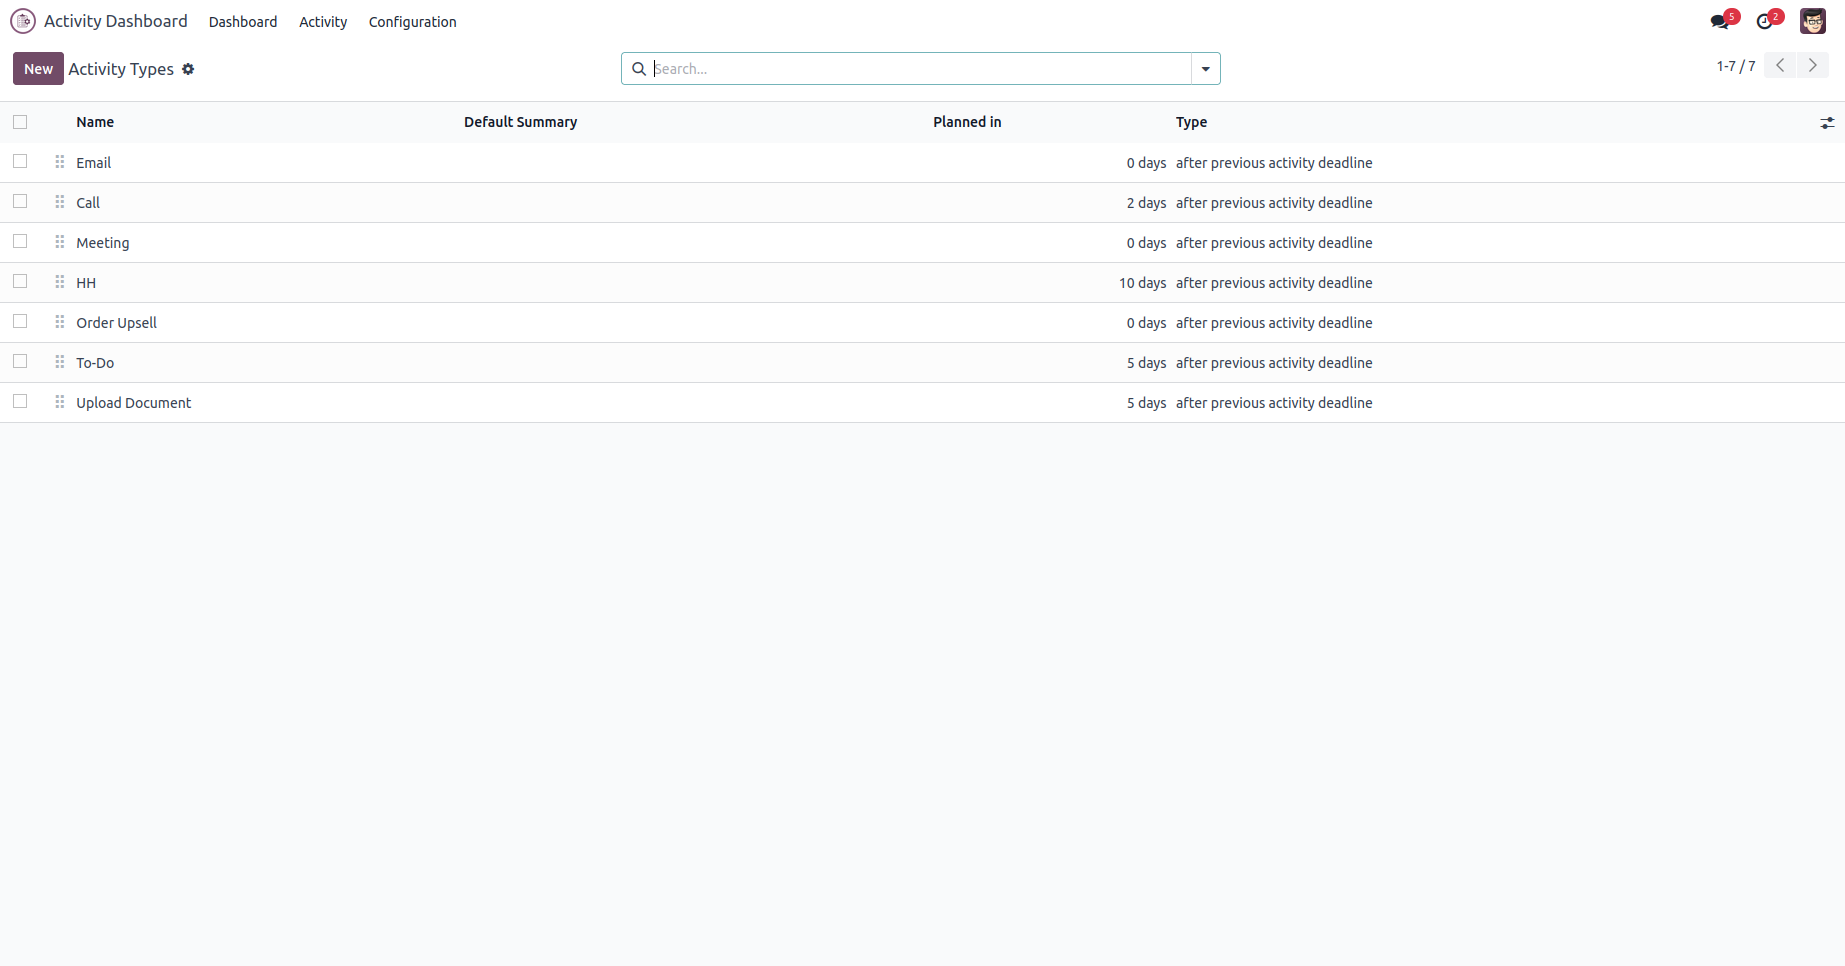 Activity Dashboard Dashboard Activity Configuration 5 2
New Activity Types Search... 1-7 / 7
Name Default Summary Planned in Type
Email 0 days after previous activity deadline
Call 2 days after previous activity deadline
Meeting 0 days after previous activity deadline
HH 10 days after previous activity deadline
Order Upsell 0 days after previous activity deadline
To-Do 5 days after previous activity deadline
Upload Document 5 days after previous activity deadline